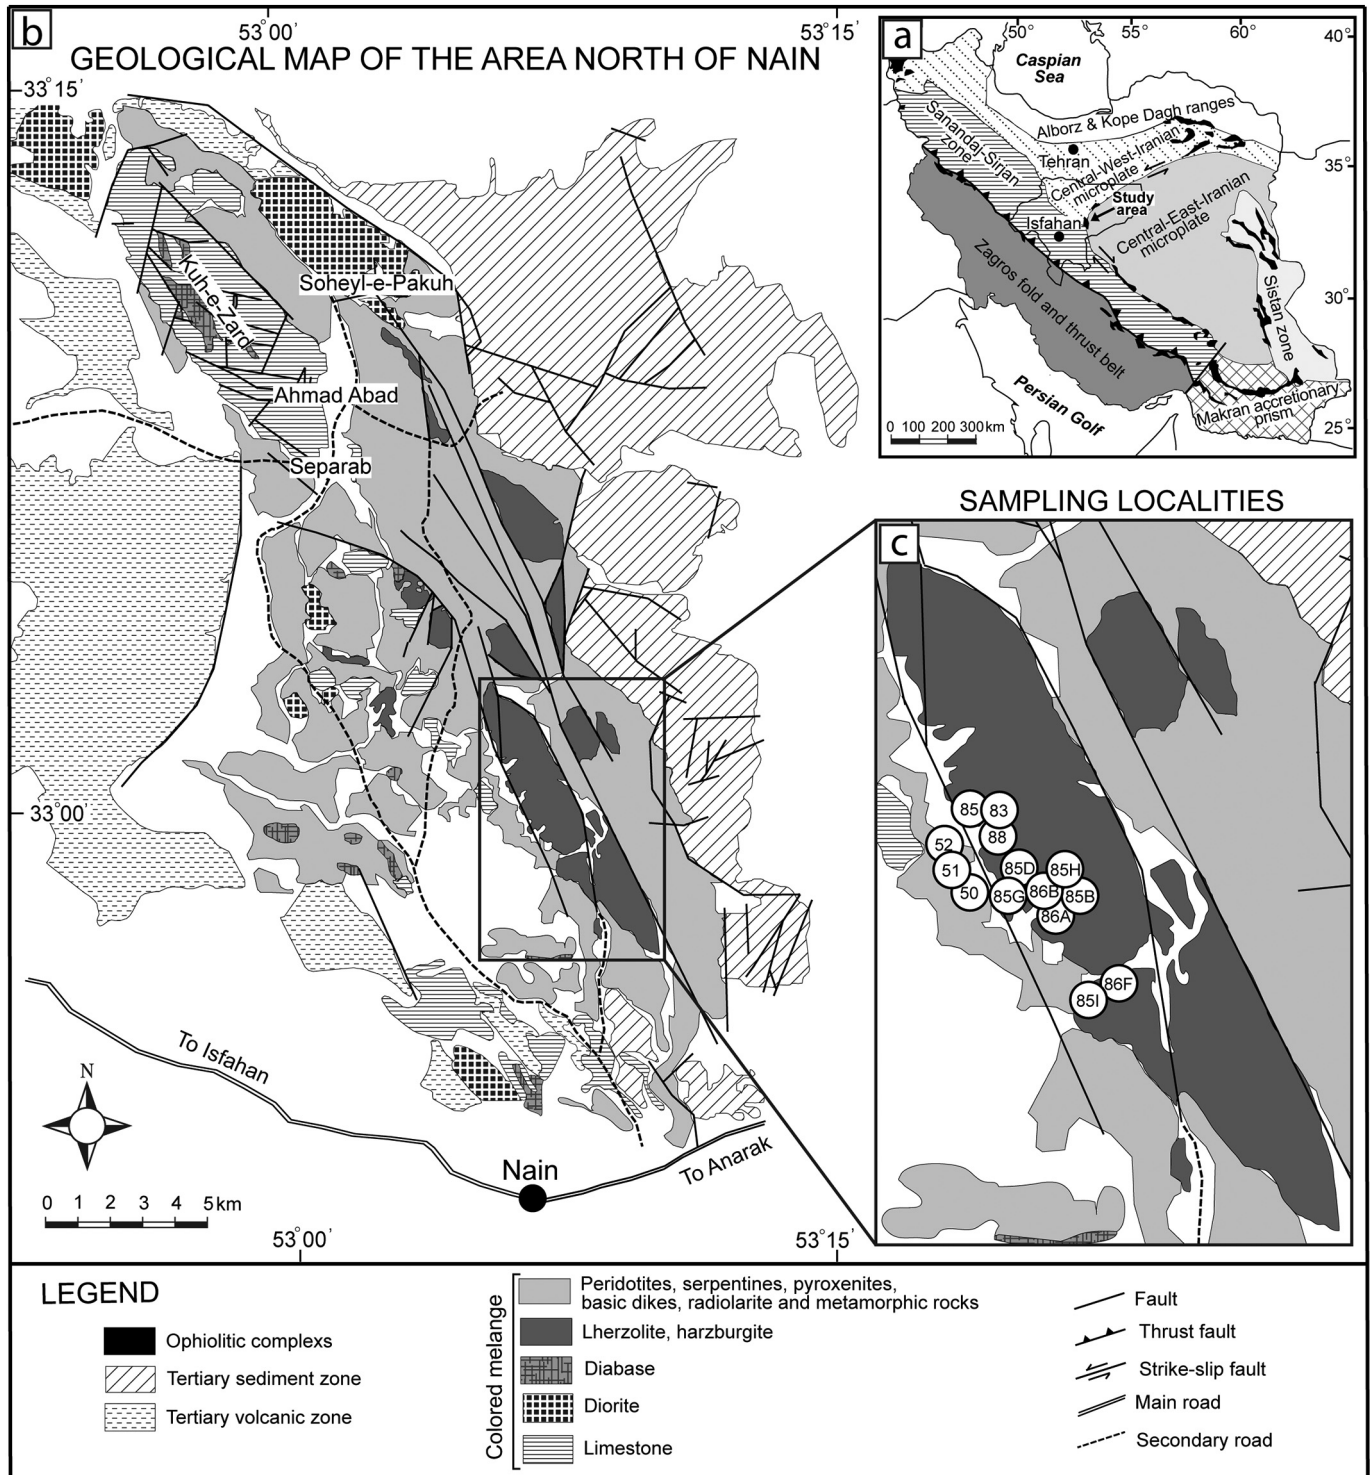 b
53°00'
53°15'
GEOLOGICAL MAP OF THE AREA NORTH OF NAIN
33°15'
Kuh-e-Zard
Soheyl-e-Pakuh
Ahmad Abad
Separab
33°00'
To Isfahan
N
Nain
To Anarak
0 1 2 3 4 5 km
53°00'
53°15'
a
50°
55°
60°
40°
35°
30°
25°
Caspian
Sea
Alborz & Kope Dagh ranges
Sanandaj-Sirjan
zone
Tehran
Central-West-Iranian
microplate
Study
area
Isfahan
Central-East-Iranian
microplate
Zagros fold and thrust belt
Sistan zone
Persian Golf
Makran accretionary
prism
0 100 200 300 km
SAMPLING LOCALITIES
c
85
83
88
52
51
50
85D
85H
85G
86B
85B
86A
86F
85I
LEGEND
Ophiolitic complexs
Tertiary sediment zone
Tertiary volcanic zone
Colored melange
Peridotites, serpentines, pyroxenites,
basic dikes, radiolarite and metamorphic rocks
Lherzolite, harzburgite
Diabase
Diorite
Limestone
Fault
Thrust fault
Strike-slip fault
Main road
Secondary road